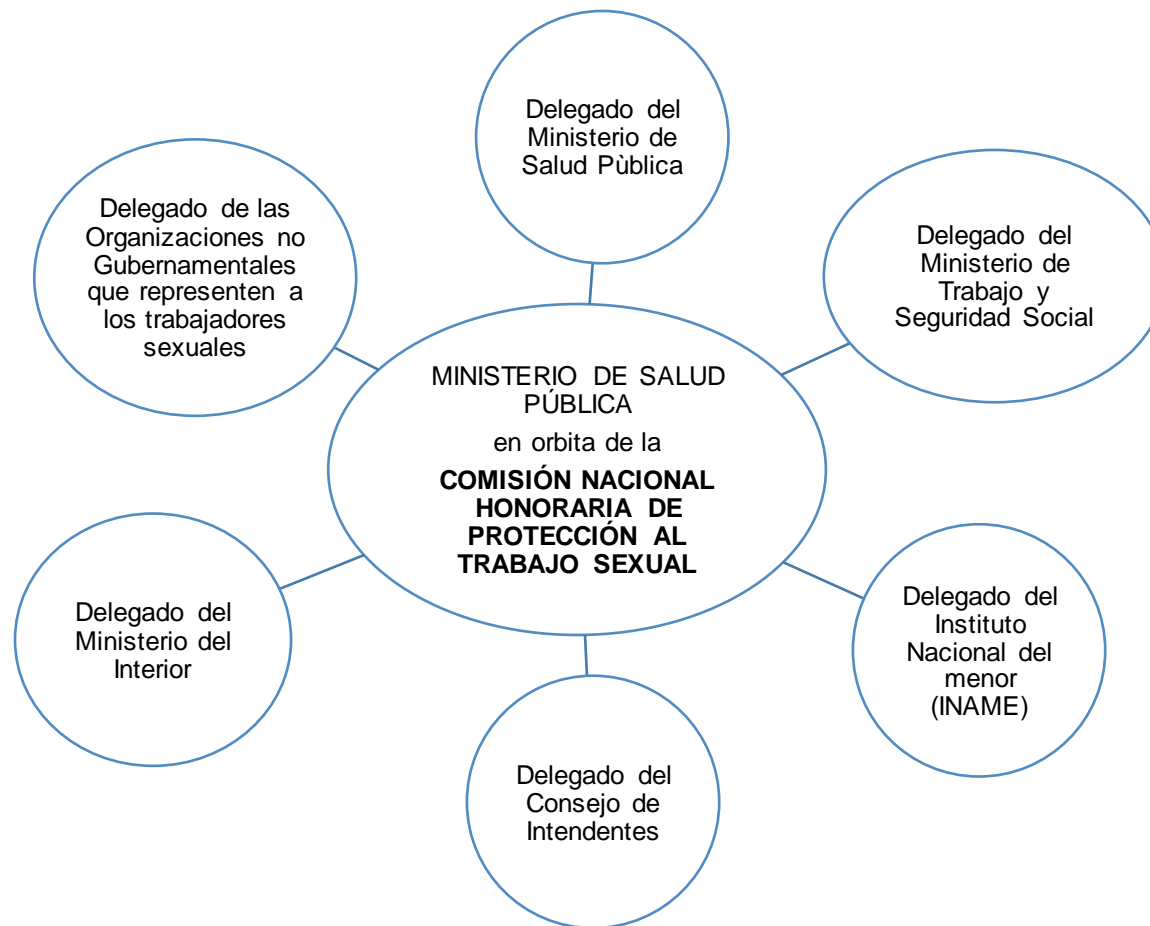 Delegado del
Ministerio de
Salud Pùblica
Delegado de las
Organizaciones no
Gubernamentales
que representen a
los trabajadores
sexuales
Delegado del
Ministerio de
Trabajo y
Seguridad Social
MINISTERIO DE SALUD
PÚBLICA
en orbita de la
COMISIÓN NACIONAL
HONORARIA DE
PROTECCIÓN AL
TRABAJO SEXUAL
Delegado del
Ministerio del
Interior
Delegado del
Instituto
Nacional del
menor
(INAME)
Delegado del
Consejo de
Intendentes